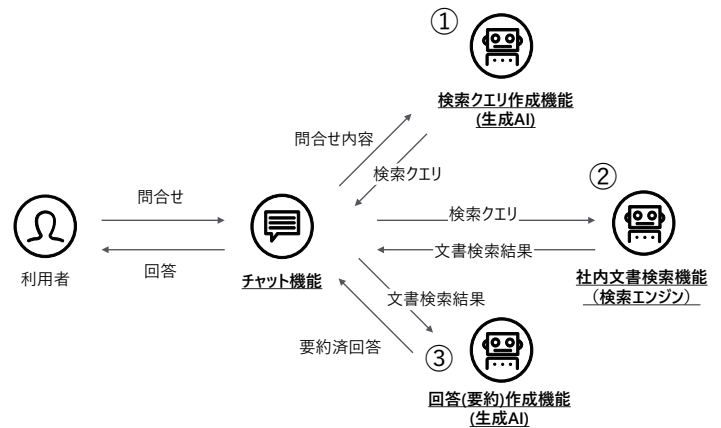 ①
検索クエリ作成機能
(生成AI)
問合せ内容
検索クエリ
②
問合せ
検索クエリ
文書検索結果
回答
利用者
チャット機能
社内文書検索機能
（検索エンジン）
文書検索結果
要約済回答
③
回答(要約)作成機能
(生成AI)